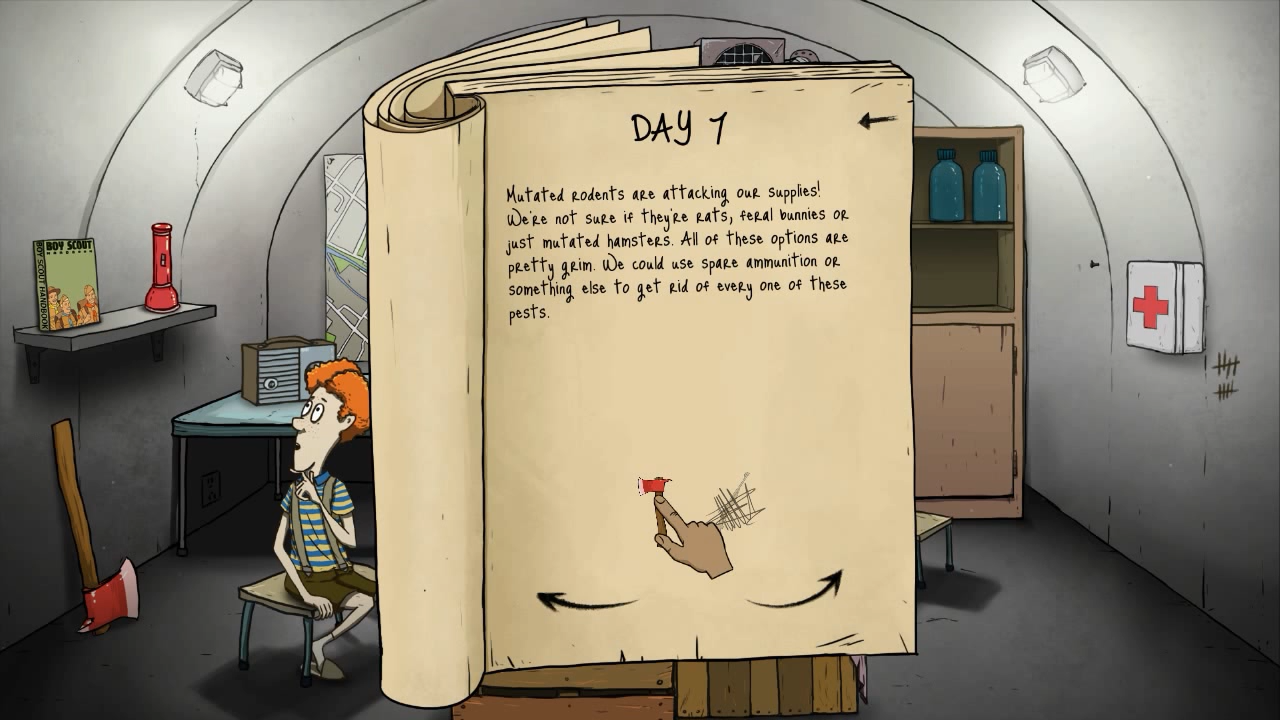 DAY 7
Mutated rodents are attacking our supplies!
We're not sure if they're rats, feral bunnies or
just mutated hamsters. All of these options are
pretty grim. We could use spare ammunition or
something else to get rid of every one of these
pests.
BOY SCOUT
BOY SCOUT HANDBOOK